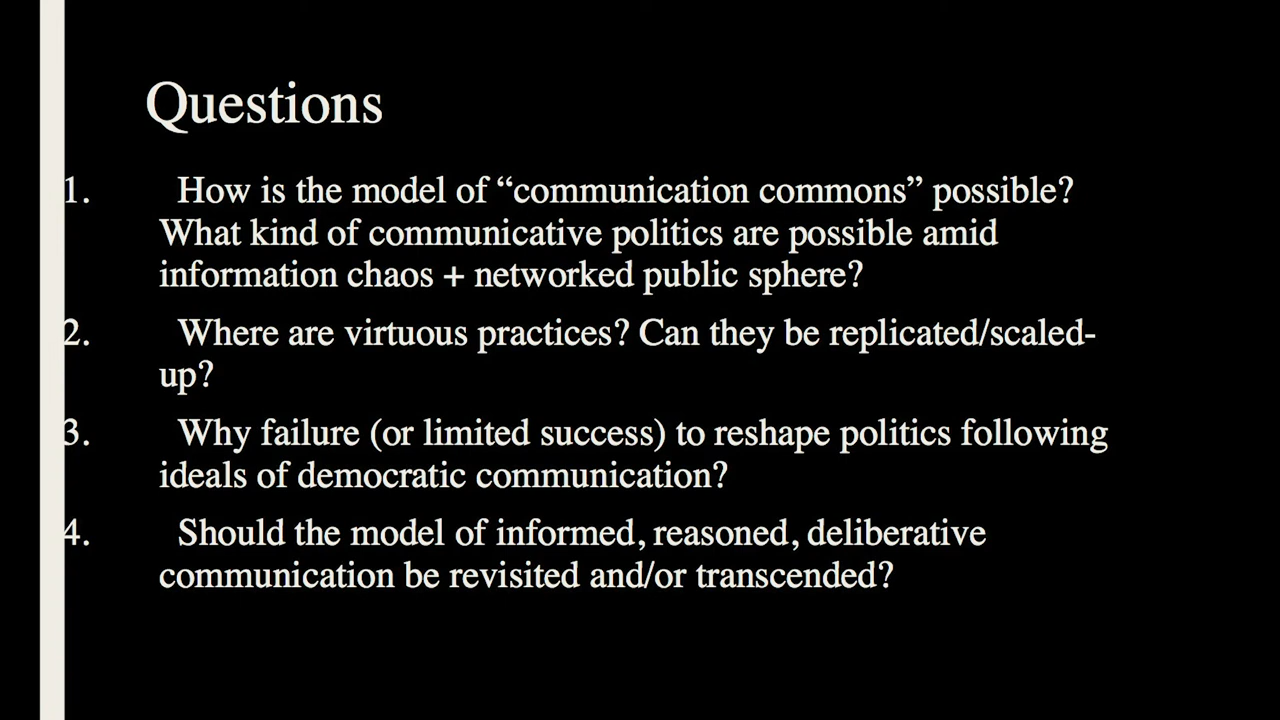 Questions
1. How is the model of “communication commons” possible?
What kind of communicative politics are possible amid
information chaos + networked public sphere?
2. Where are virtuous practices? Can they be replicated/scaled-
up?
3. Why failure (or limited success) to reshape politics following
ideals of democratic communication?
4. Should the model of informed, reasoned, deliberative
communication be revisited and/or transcended?